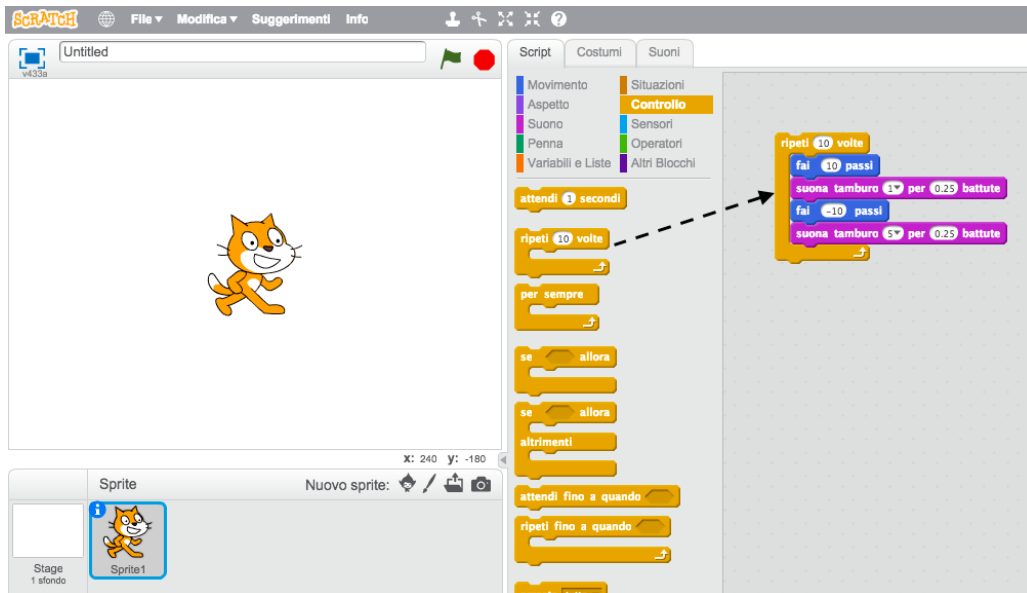 SCRATCH File Modifica Suggerimenti Info
Untitled
v433a
Script Costumi Suoni
Movimento Situazioni
Aspetto Controllo
Suono Sensori
Penna Operatori
Variabili e Liste Altri Blocchi
attendi 1 secondi
ripeti 10 volte
per sempre
se allora
se allora
altrimenti
attendi fino a quando
ripeti fino a quando
ripeti 10 volte
fai 10 passi
suona tamburo 1 per 0.25 battute
fai -10 passi
suona tamburo 5 per 0.25 battute
x: 240 y: -180
Sprite Nuovo sprite:
Stage
1 sfondo
i
Sprite1